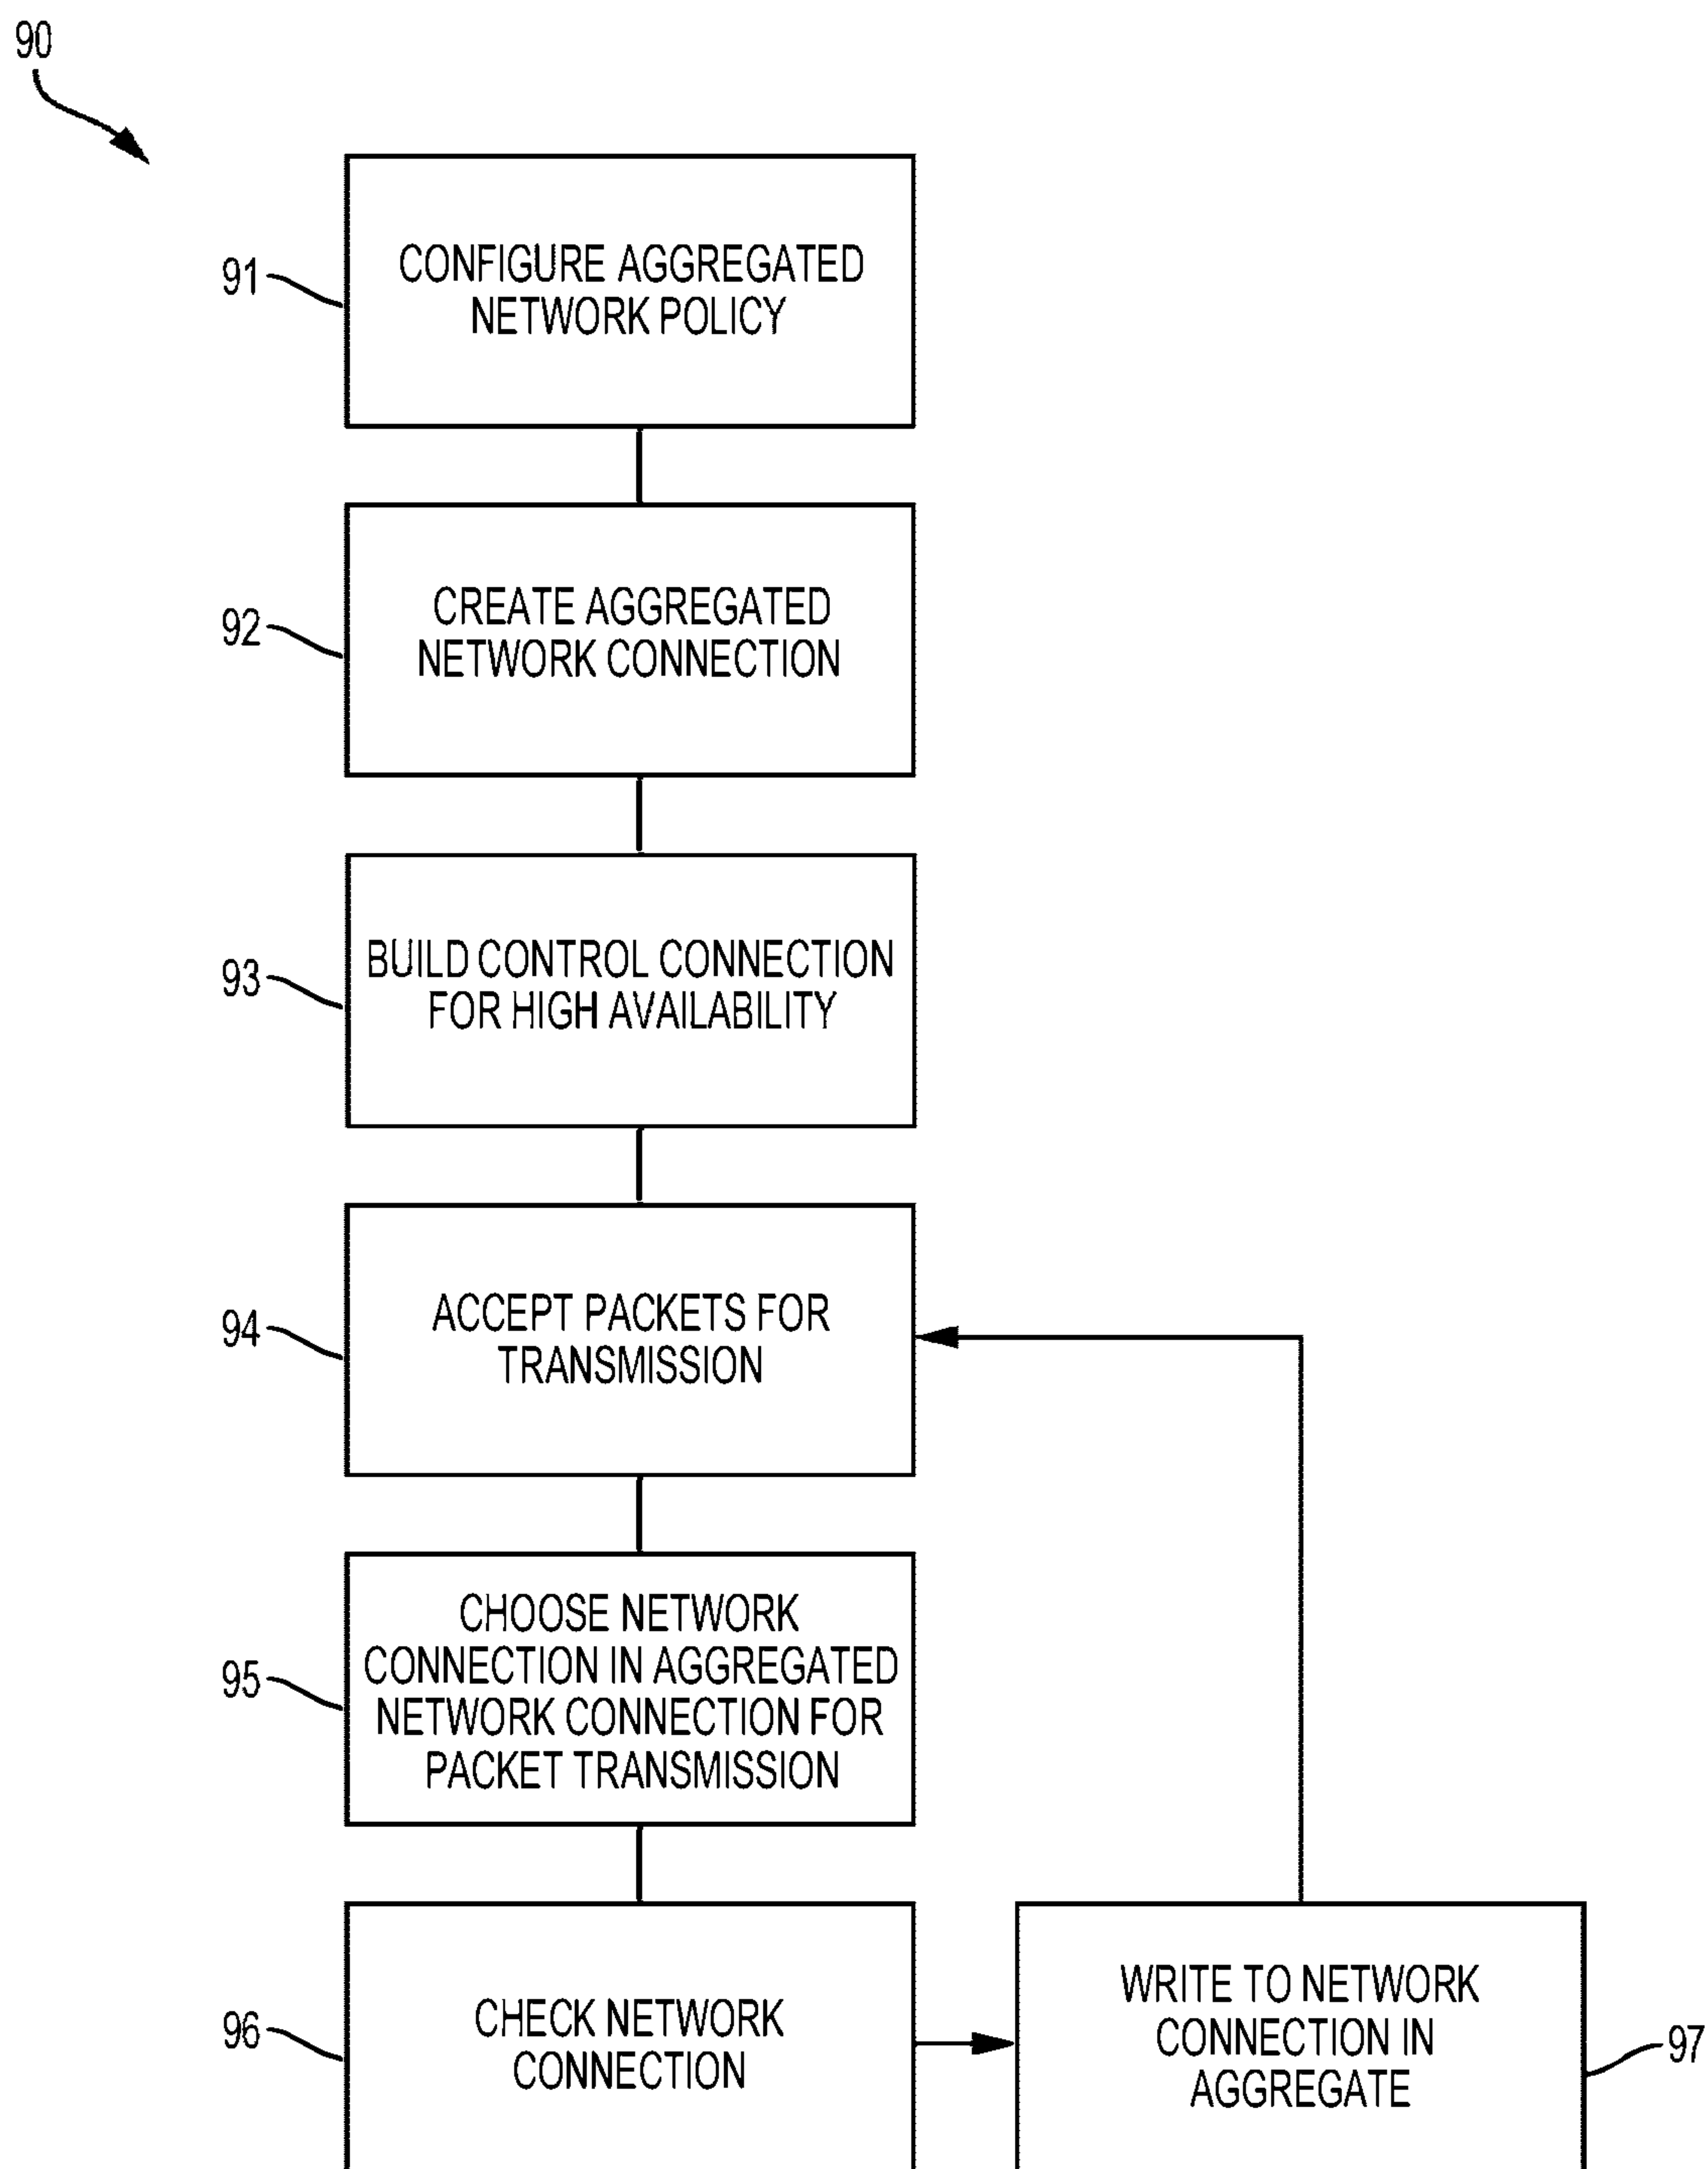 90
91
CONFIGURE AGGREGATED
NETWORK POLICY
92
CREATE AGGREGATED
NETWORK CONNECTION
93
BUILD CONTROL CONNECTION
FOR HIGH AVAILABILITY
94
ACCEPT PACKETS FOR
TRANSMISSION
95
CHOOSE NETWORK
CONNECTION IN AGGREGATED
NETWORK CONNECTION FOR
PACKET TRANSMISSION
96
CHECK NETWORK
CONNECTION
WRITE TO NETWORK
CONNECTION IN
AGGREGATE
97